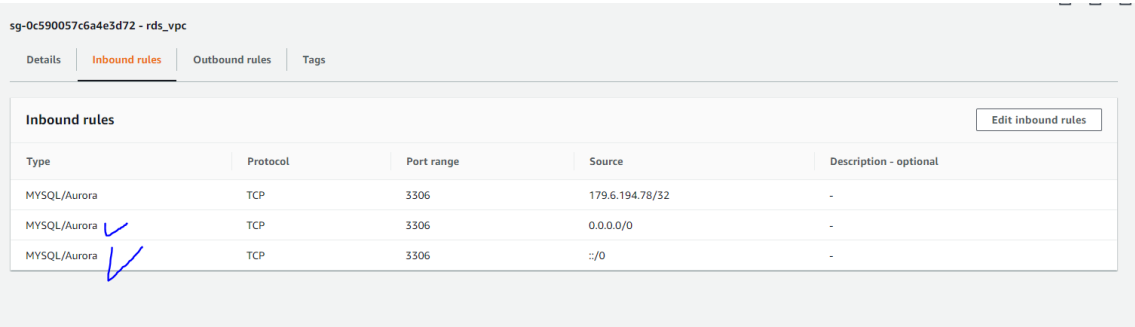 sg-0c590057c6a4e3d72 - rds_vpc
Details Inbound rules Outbound rules Tags
Inbound rules Edit inbound rules
Type Protocol Port range Source Description - optional
MYSQL/Aurora TCP 3306 179.6.194.78/32 -
MYSQL/Aurora TCP 3306 0.0.0.0/0 -
MYSQL/Aurora TCP 3306 ::/0 -